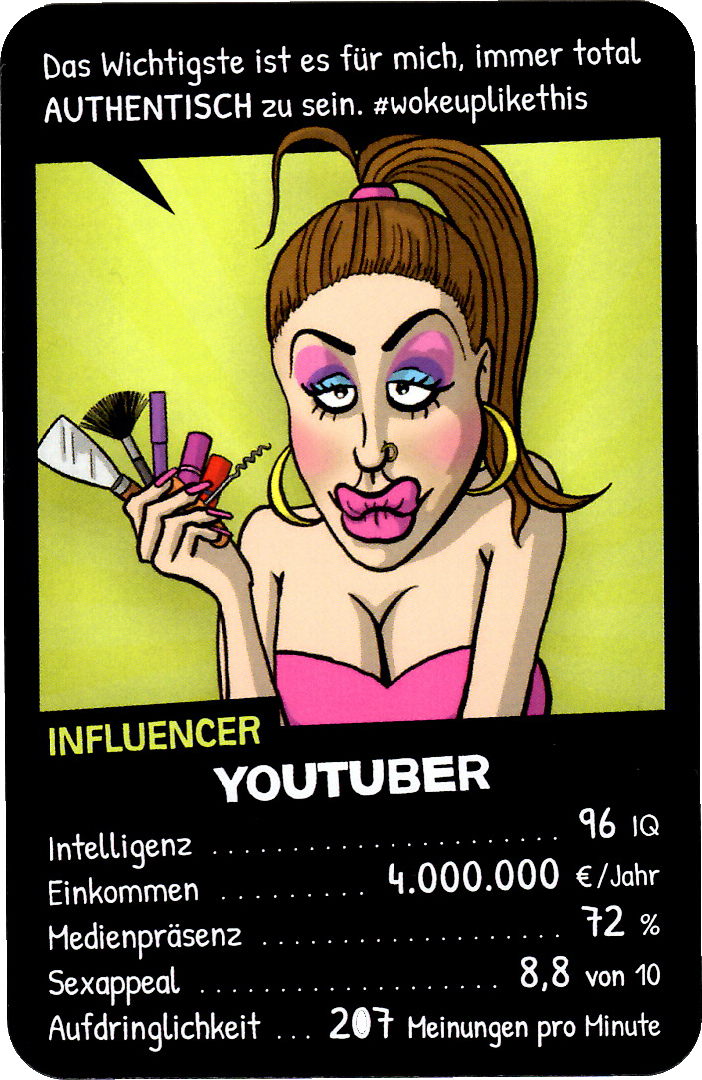 Das Wichtigste ist es für mich, immer total
AUTHENTISCH zu sein. #wokeuplikethis
INFLUENCER
YOUTUBER
Intelligenz ....................... 96 IQ
Einkommen .......... 4.000.000 €/Jahr
Medienpräsenz .................... 72 %
Sexappeal .................... 8,8 von 10
Aufdringlichkeit ... 207 Meinungen pro Minute